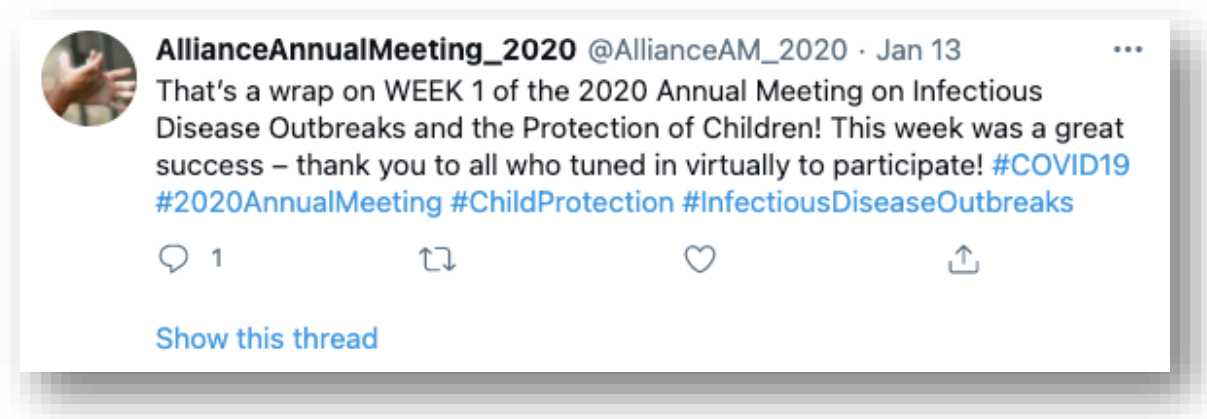 AllianceAnnualMeeting_2020 @AllianceAM_2020 · Jan 13
That's a wrap on WEEK 1 of the 2020 Annual Meeting on Infectious
Disease Outbreaks and the Protection of Children! This week was a great
success – thank you to all who tuned in virtually to participate! #COVID19
#2020AnnualMeeting #ChildProtection #InfectiousDiseaseOutbreaks
1
Show this thread